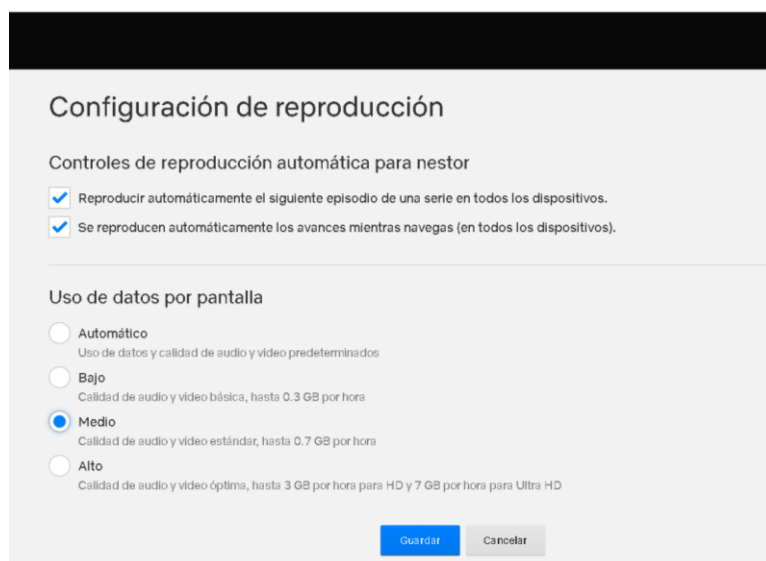 Configuración de reproducción
Controles de reproducción automática para nestor
Reproducir automáticamente el siguiente episodio de una serie en todos los dispositivos.
Se reproducen automáticamente los avances mientras navegas (en todos los dispositivos).
Uso de datos por pantalla
Automático
Uso de datos y calidad de audio y video predeterminados
Bajo
Calidad de audio y video básica, hasta 0.3 GB por hora
Medio
Calidad de audio y video estándar, hasta 0.7 GB por hora
Alto
Calidad de audio y video óptima, hasta 3 GB por hora para HD y 7 GB por hora para Ultra HD
Guardar Cancelar